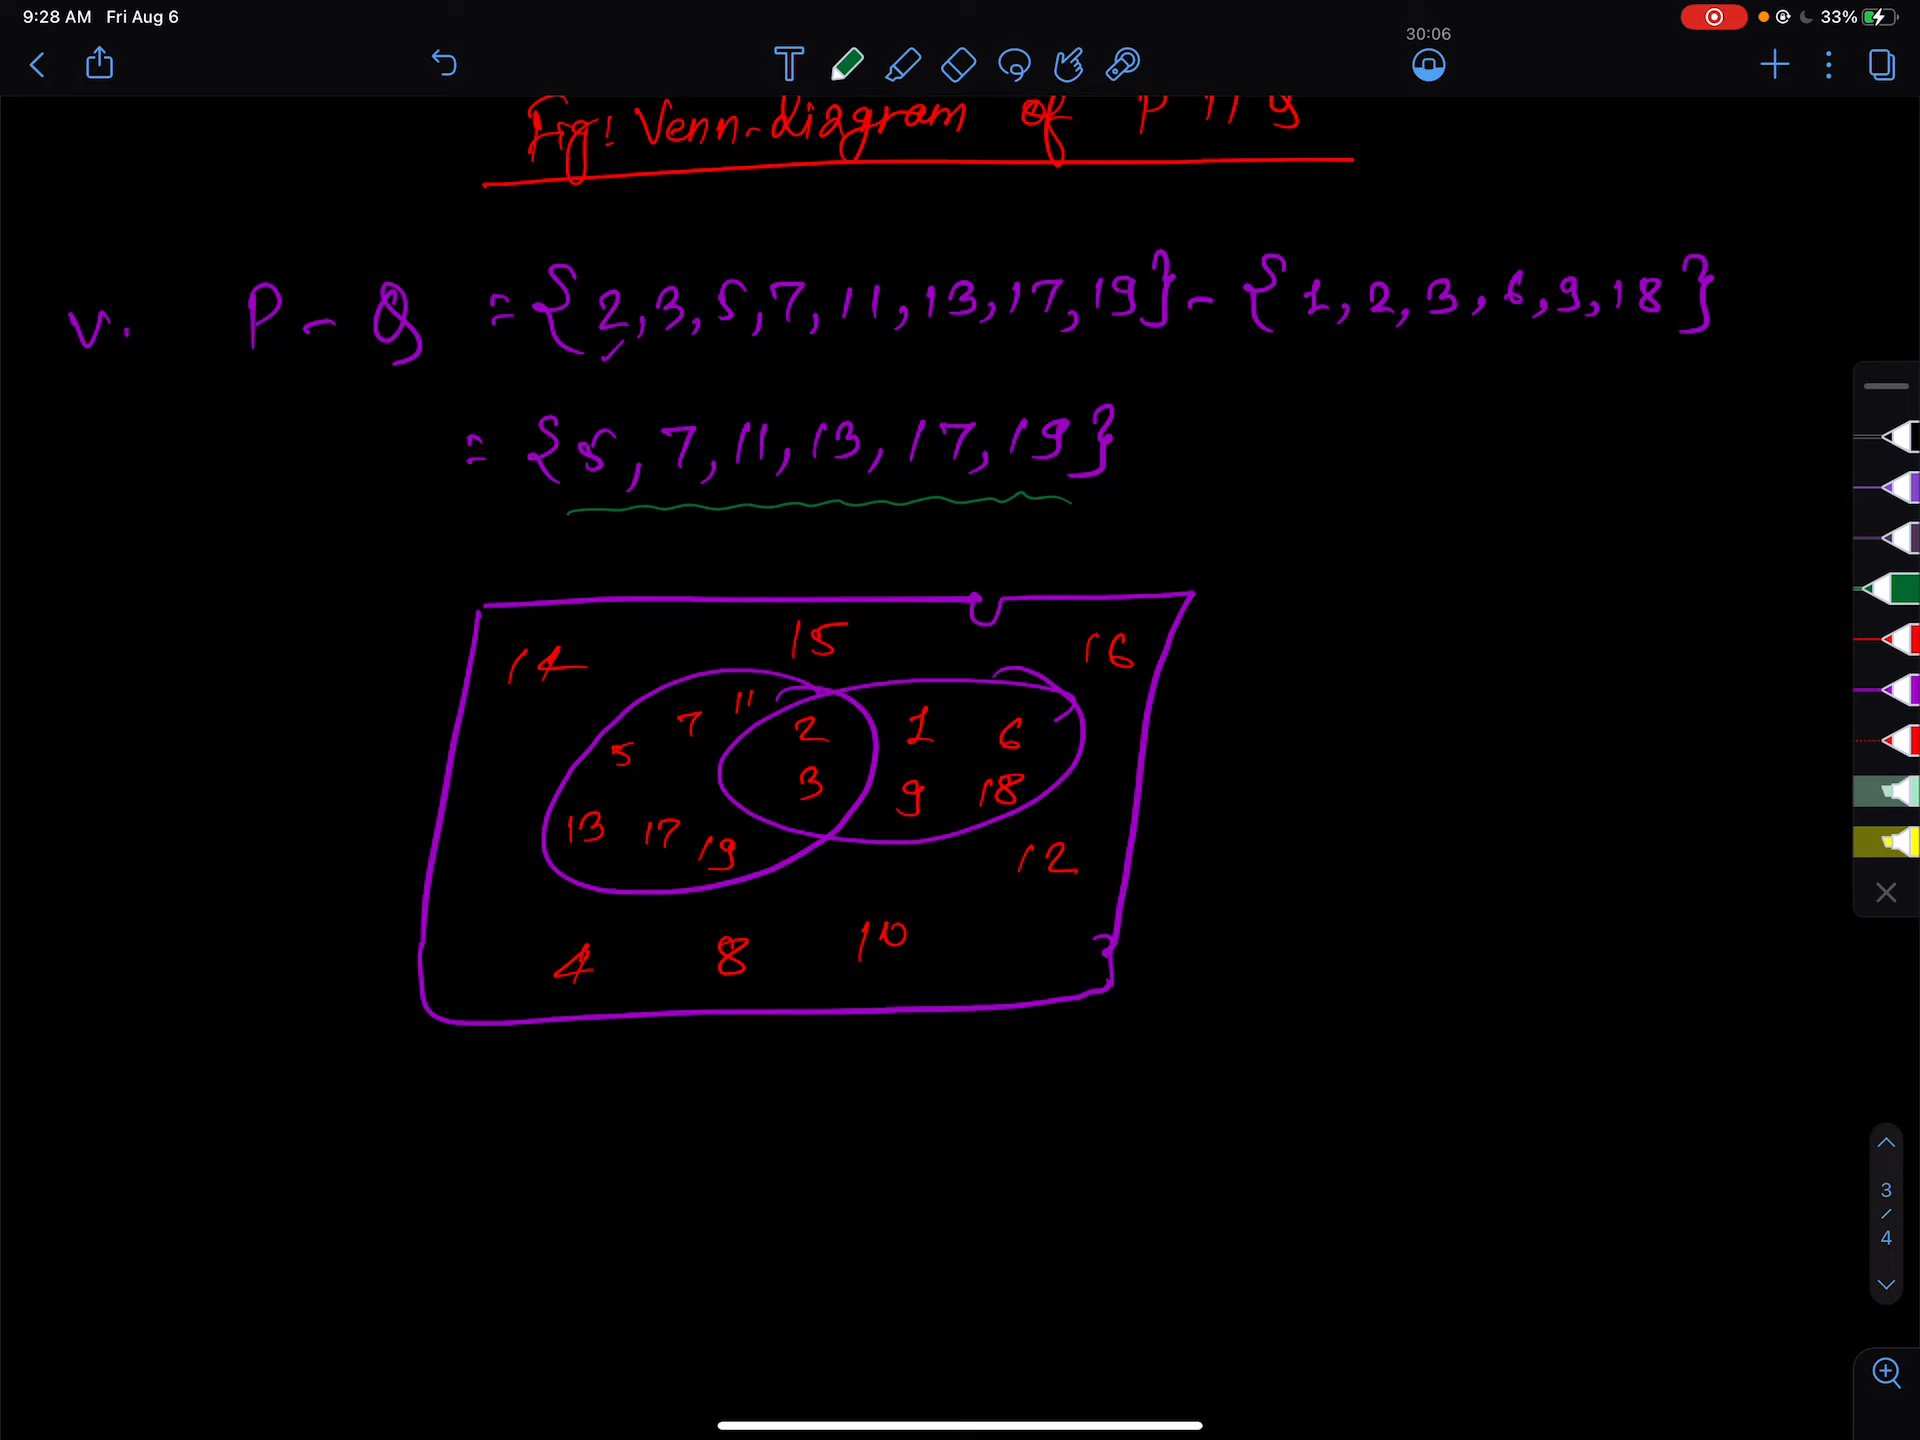 9:28 AM Fri Aug 6
33%
30:06
Fig: Venn-diagram of P ∩ Q
v. P - Q = {2, 3, 5, 7, 11, 13, 17, 19} - {1, 2, 3, 6, 9, 18}
= {5, 7, 11, 13, 17, 19}
U
14 15 16
5 7 11 2 1 6
3 9 18
13 17 19
12
4 8 10
3
/
4